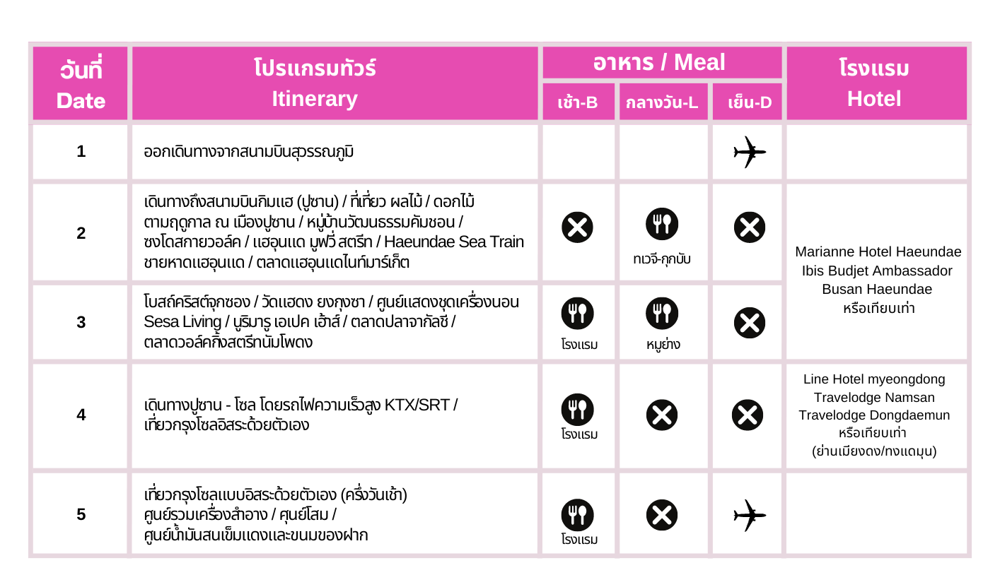 วันที่
Date
โปรแกรมทัวร์
Itinerary
อาหาร / Meal
เช้า-B
กลางวัน-L
เย็น-D
โรงแรม
Hotel
1
ออกเดินทางจากสนามบินสุวรรณภูมิ
2
เดินทางถึงสนามบินกิมแฮ (ปูซาน) / ที่เที่ยว ผลไม้ / ดอกไม้
ตามฤดูกาล ณ เมืองปูซาน / หมู่บ้านวัฒนธรรมคัมชอน /
ซงโดสกายวอล์ค / แฮอุนแด มูฟวี่ สตรีท / Haeundae Sea Train
ชายหาดแฮอุนแด / ตลาดแฮอุนแดไนท์มาร์เก็ต
ทเวจี-กุกบับ
Marianne Hotel Haeundae
Ibis Budjet Ambassador
Busan Haeundae
หรือเทียบเท่า
3
โบสถ์คริสต์จุกซอง / วัดแฮดง ยงกุงซา / ศูนย์แสดงชุดเครื่องนอน
Sesa Living / นูริมารู เอเปค เฮ้าส์ / ตลาดปลาจากัลชี /
ตลาดวอล์คกิ้งสตรีทนัมโพดง
โรงแรม
หมูย่าง
4
เดินทางปูซาน - โซล โดยรถไฟความเร็วสูง KTX/SRT /
เที่ยวกรุงโซลอิสระด้วยตัวเอง
โรงแรม
Line Hotel myeongdong
Travelodge Namsan
Travelodge Dongdaemun
หรือเทียบเท่า
(ย่านเมียงดง/ทงแดมุน)
5
เที่ยวกรุงโซลแบบอิสระด้วยตัวเอง (ครึ่งวันเช้า)
ศูนย์รวมเครื่องสำอาง / ศุนย์โสม /
ศูนย์น้ำมันสนเข็มแดงและขนมของฝาก
โรงแรม